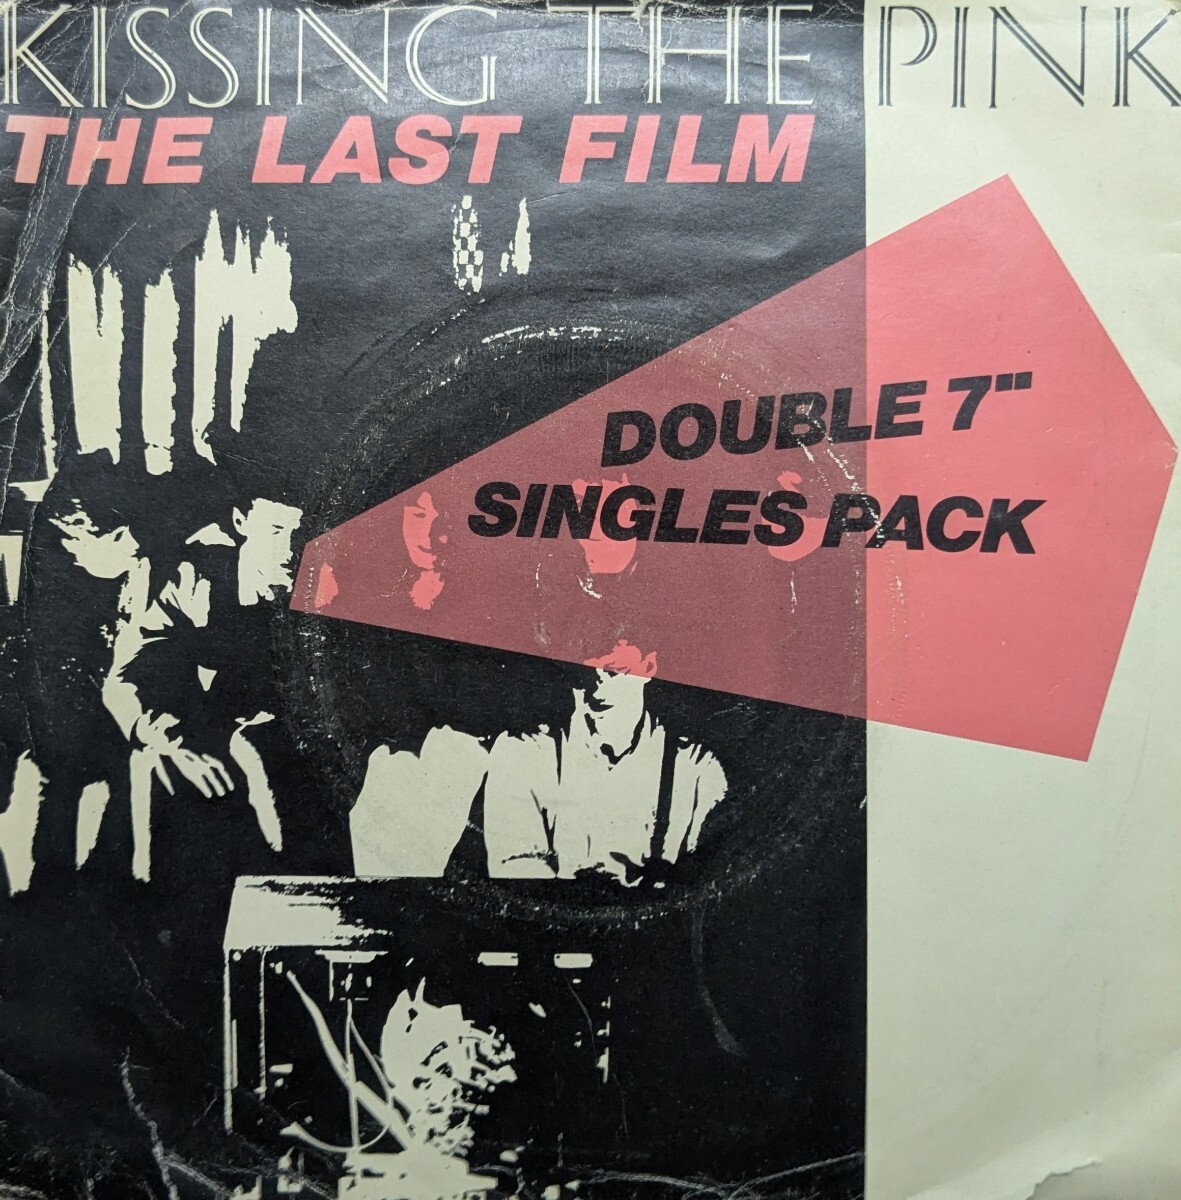 KISSING THE PINK
THE LAST FILM
DOUBLE 7"
SINGLES PACK